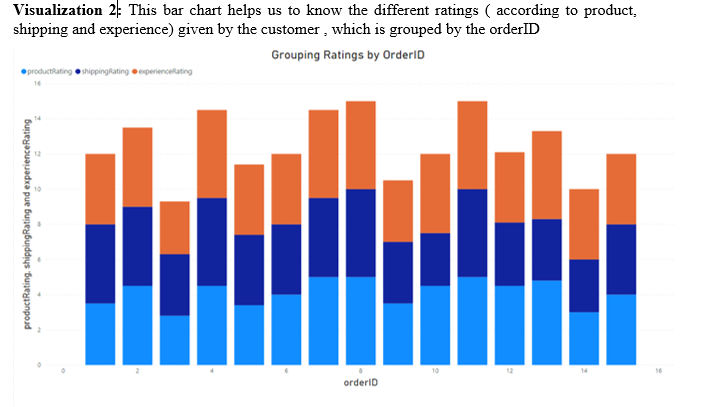 Visualization 2: This bar chart helps us to know the different ratings ( according to product,
shipping and experience) given by the customer , which is grouped by the orderID
Grouping Ratings by OrderID
productRating shippingRating experienceRating
16
14
12
10
8
6
4
2
0
productRating, shippingRating and experienceRating
0 2 4 6 8 10 12 14 16
orderID